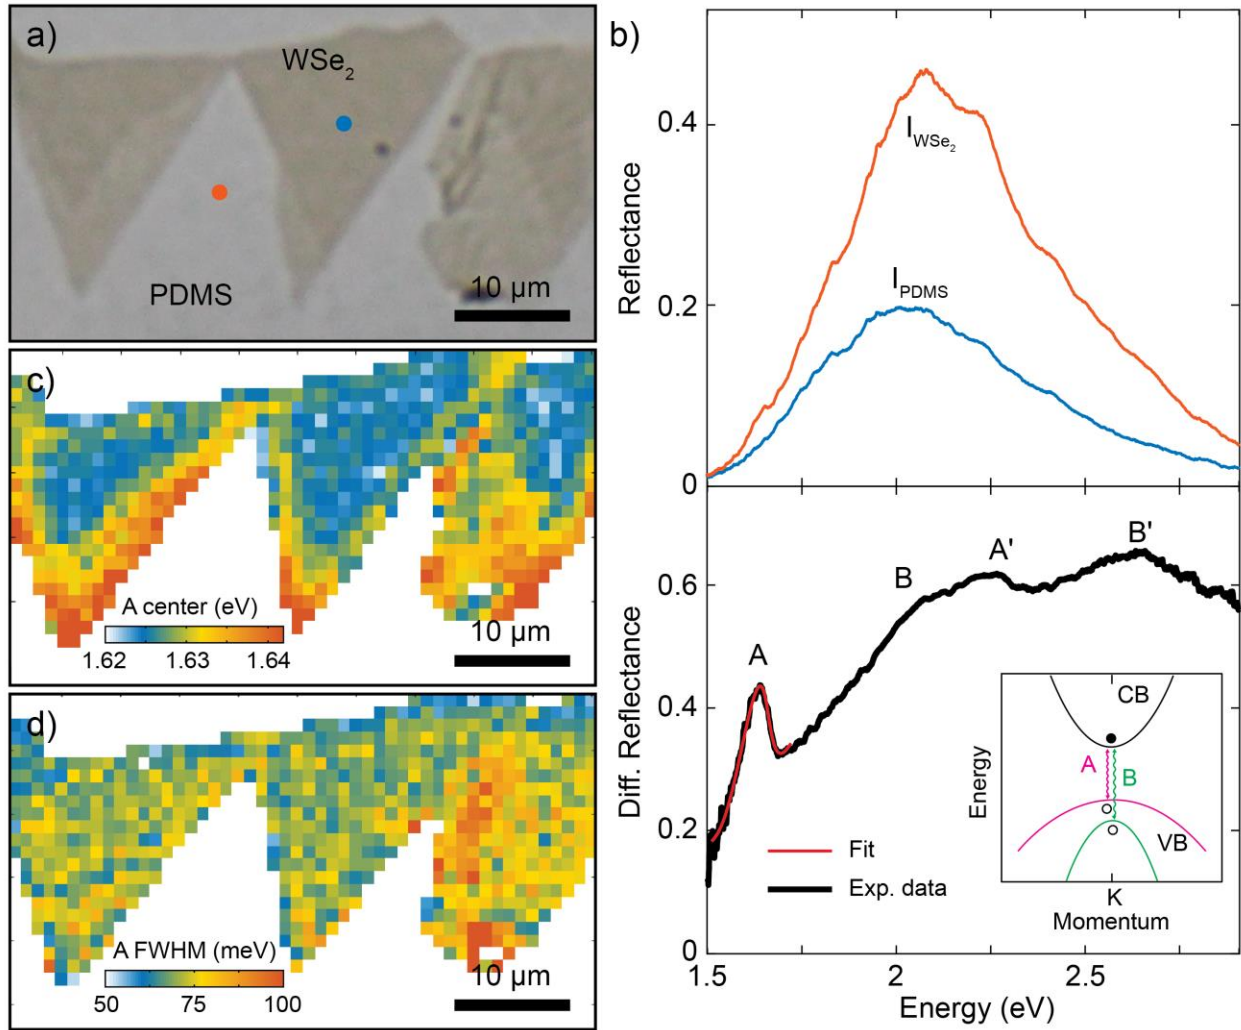 a)
WSe₂
PDMS
10 μm
c)
A center (eV)
1.62
1.63
1.64
10 μm
d)
A FWHM (meV)
50
75
100
10 μm
b)
Reflectance
0.4
0.2
0
I_WSe₂
I_PDMS
Diff. Reflectance
0.6
0.4
0.2
0
A
B
A'
B'
Fit
Exp. data
Energy
CB
A
B
VB
K
Momentum
1.5
2
2.5
Energy (eV)